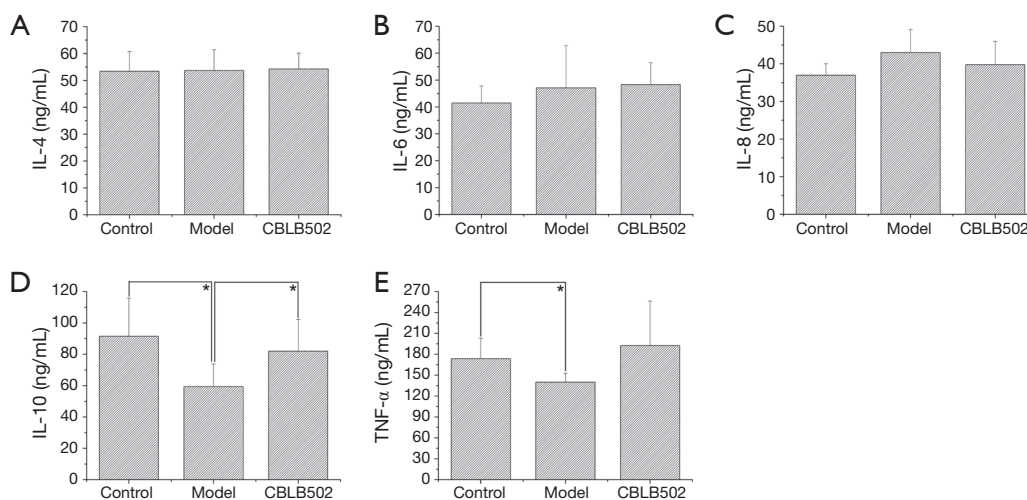 A
IL-4 (ng/mL)
70
60
50
40
30
20
10
0
Control Model CBLB502
B
IL-6 (ng/mL)
70
60
50
40
30
20
10
0
Control Model CBLB502
C
IL-8 (ng/mL)
50
40
30
20
10
0
Control Model CBLB502
D
IL-10 (ng/mL)
120
100
80
60
40
20
0
* *
Control Model CBLB502
E
TNF-α (ng/mL)
270
240
210
180
150
120
90
60
30
0
*
Control Model CBLB502